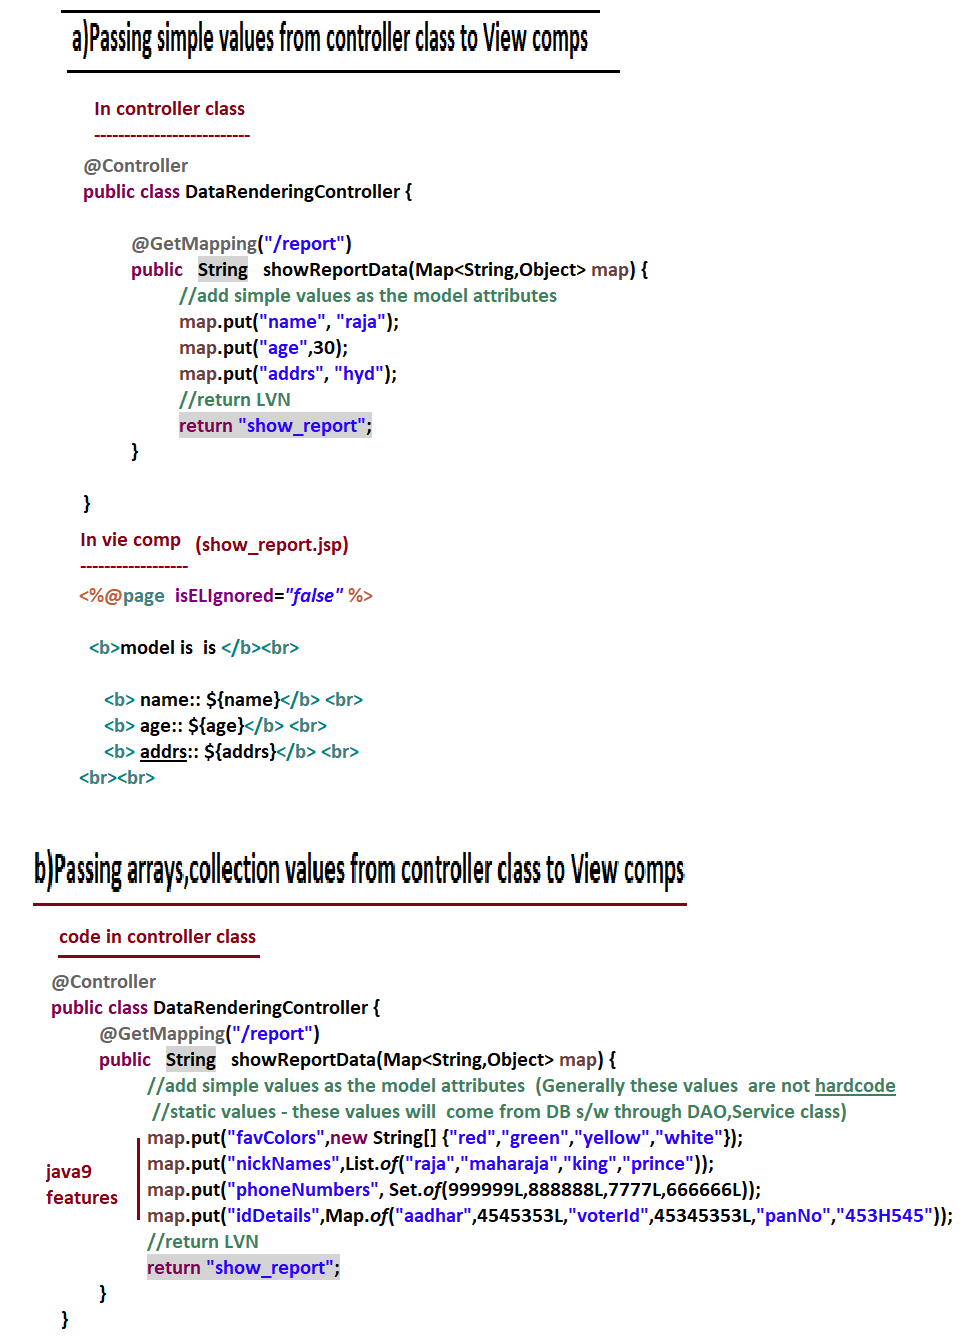 a)Passing simple values from controller class to View comps
In controller class
--------------------------
@Controller
public class DataRenderingController {
@GetMapping("/report")
public String showReportData(Map<String,Object> map) {
//add simple values as the model attributes
map.put("name", "raja");
map.put("age",30);
map.put("addrs", "hyd");
//return LVN
return "show_report";
}
}
In vie comp (show_report.jsp)
------------------
<%@page isELIgnored="false" %>
<b>model is is </b><br>
<b> name:: ${name}</b> <br>
<b> age:: ${age}</b> <br>
<b> addrs:: ${addrs}</b> <br>
<br><br>
b)Passing arrays,collection values from controller class to View comps
code in controller class
@Controller
public class DataRenderingController {
@GetMapping("/report")
public String showReportData(Map<String,Object> map) {
//add simple values as the model attributes (Generally these values are not hardcode
//static values - these values will come from DB s/w through DAO,Service class)
map.put("favColors",new String[] {"red","green","yellow","white"});
map.put("nickNames",List.of("raja","maharaja","king","prince"));
java9
features
map.put("phoneNumbers", Set.of(999999L,888888L,7777L,666666L));
map.put("idDetails",Map.of("aadhar",4545353L,"voterId",45345353L,"panNo","453H545"));
//return LVN
return "show_report";
}
}